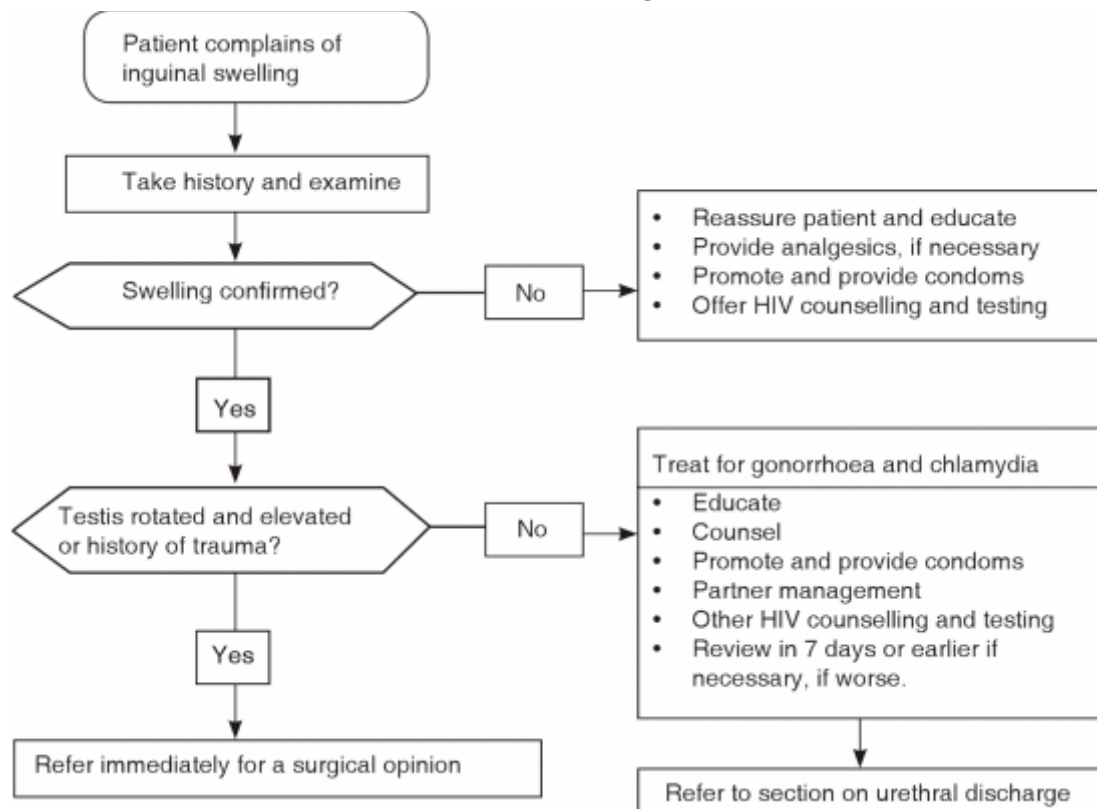 Patient complains of
inguinal swelling
Take history and examine
Swelling confirmed?
No
• Reassure patient and educate
• Provide analgesics, if necessary
• Promote and provide condoms
• Offer HIV counselling and testing
Yes
Testis rotated and elevated
or history of trauma?
No
Treat for gonorrhoea and chlamydia
• Educate
• Counsel
• Promote and provide condoms
• Partner management
• Other HIV counselling and testing
• Review in 7 days or earlier if
necessary, if worse.
Yes
Refer immediately for a surgical opinion
Refer to section on urethral discharge